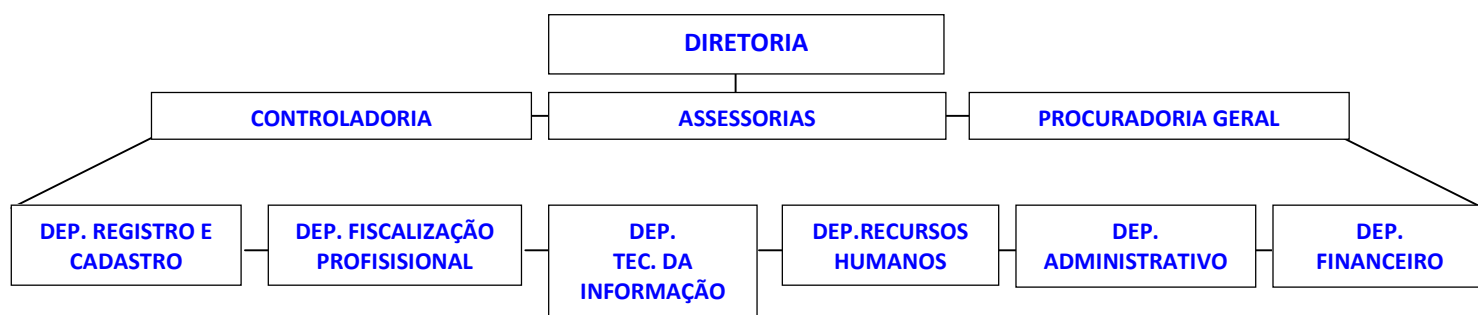 DIRETORIA
CONTROLADORIA
ASSESSORIAS
PROCURADORIA GERAL
DEP. REGISTRO E
CADASTRO
DEP. FISCALIZAÇÃO
PROFISISIONAL
DEP.
TEC. DA
INFORMAÇÃO
DEP.RECURSOS
HUMANOS
DEP.
ADMINISTRATIVO
DEP.
FINANCEIRO